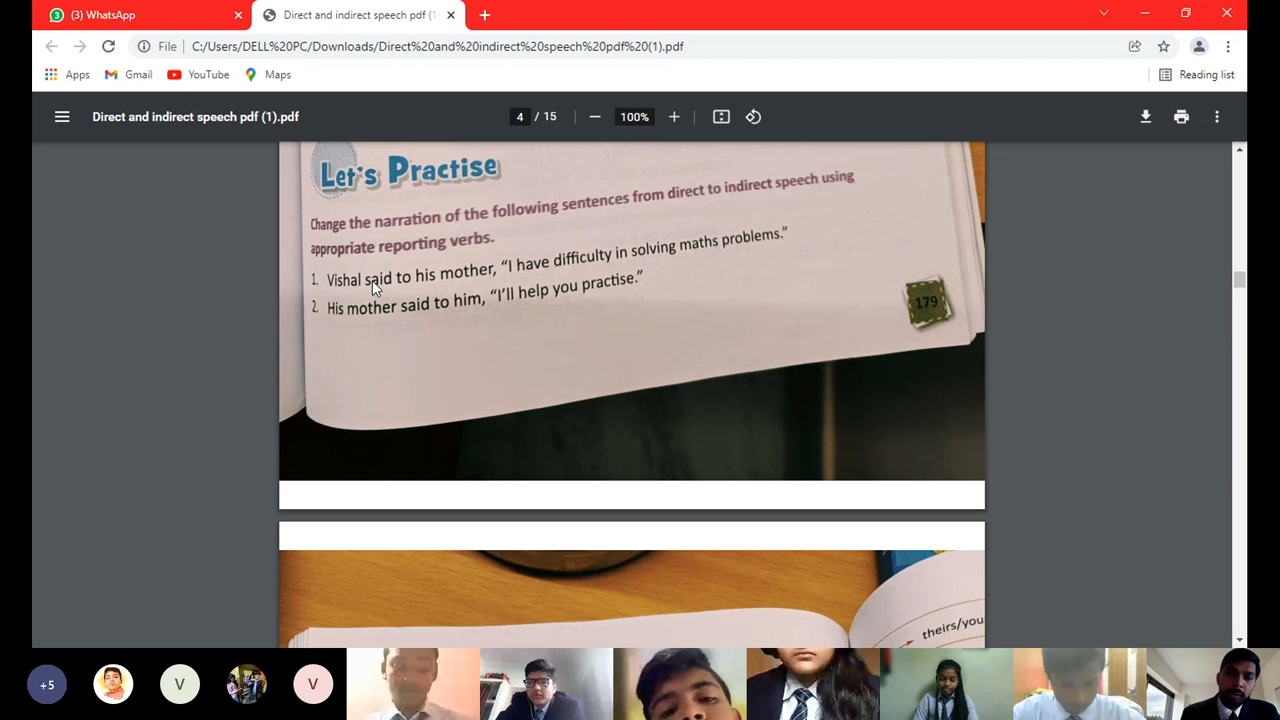 (3) WhatsApp
Direct and indirect speech pdf (1
File
C:/Users/DELL%20PC/Downloads/Direct%20and%20indirect%20speech%20pdf%20(1).pdf
Apps
Gmail
YouTube
Maps
Reading list
Direct and indirect speech pdf (1).pdf
4 / 15
100%
Let's Practise
Change the narration of the following sentences from direct to indirect speech using
appropriate reporting verbs.
1. Vishal said to his mother, “I have difficulty in solving maths problems.”
2. His mother said to him, “I'll help you practise.”
179
theirs/you
+5
V
V